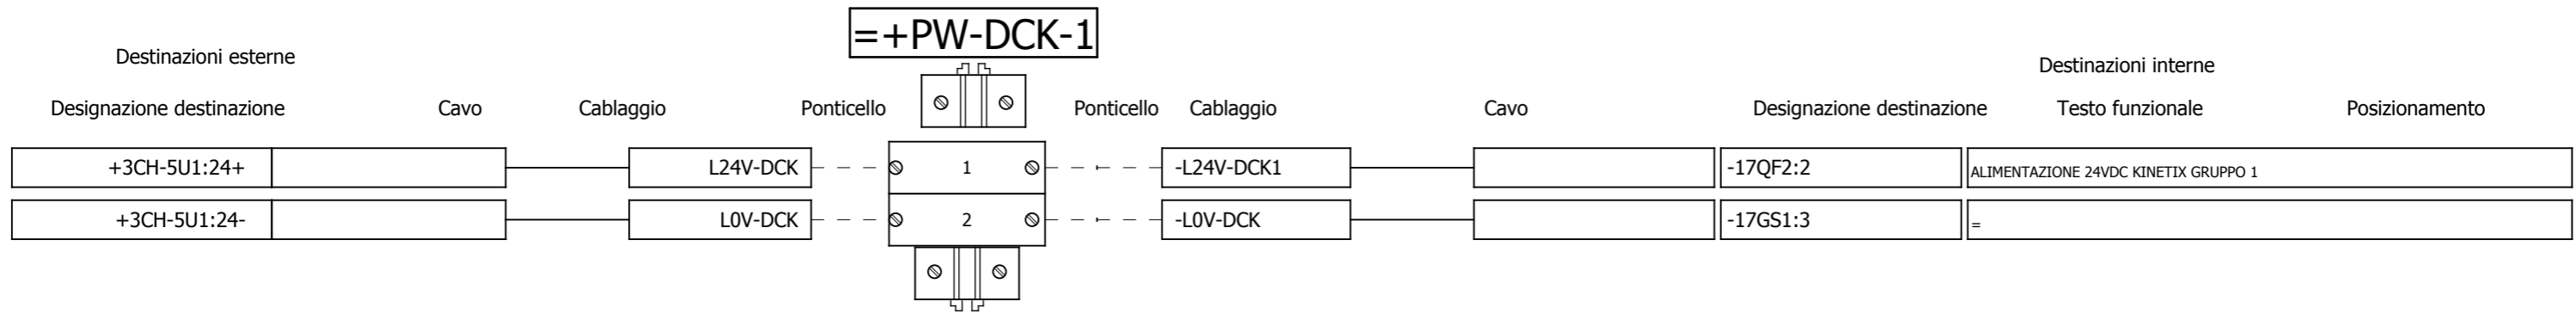 =+PW-DCK-1
Destinazioni esterne
Destinazioni interne
Designazione destinazione Cavo Cablaggio Ponticello Ponticello Cablaggio Cavo Designazione destinazione Testo funzionale Posizionamento
+3CH-5U1:24+ L24V-DCK 1 -L24V-DCK1 -17QF2:2 ALIMENTAZIONE 24VDC KINETIX GRUPPO 1
+3CH-5U1:24- L0V-DCK 2 -L0V-DCK -17GS1:3 =